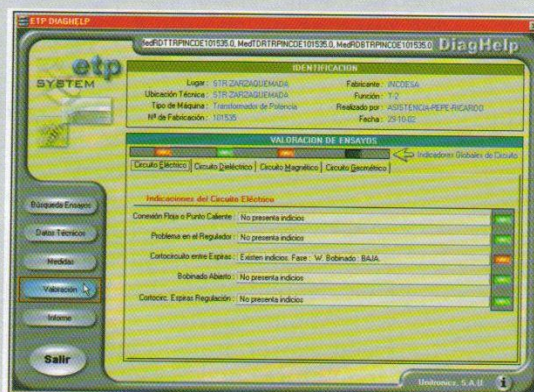 ETP DIAGHELP
etp
SYSTEM
MedRDTTRPINCOE101535.0, MedTDRTRPINCOE101535.0, MedRDBTRPINCOE101535.0
DiagHelp
IDENTIFICACION
Lugar : STR ZARZAQUEMADA
Fabricante : INCOESA
Ubicación Técnica : STR ZARZAQUEMADA
Función : T-2
Tipo de Máquina : Transformador de Potencia
Realizado por : ASISTENCIA-PEPE-RICARDO
Nª de Fabricación : 101535
Fecha : 29-10-02
VALORACION DE ENSAYOS
Indicadores Globales de Circuito
Circuito Eléctrico
Circuito Dieléctrico
Circuito Magnético
Circuito Geométrico
Indicaciones del Circuito Eléctrico
Conexión Floja o Punto Caliente : No presenta indicios
Problema en el Regulador : No presenta indicios
Cortocircuito entre Espiras : Existen indicios. Fase : W. Bobinado : BAJA.
Bobinado Abierto : No presenta indicios
Cortocirc. Espiras Regulación : No presenta indicios
Búsqueda Ensayos
Datos Técnicos
Medidas
Valoración
Informe
Salir
Unitronics, S.A.U.
i